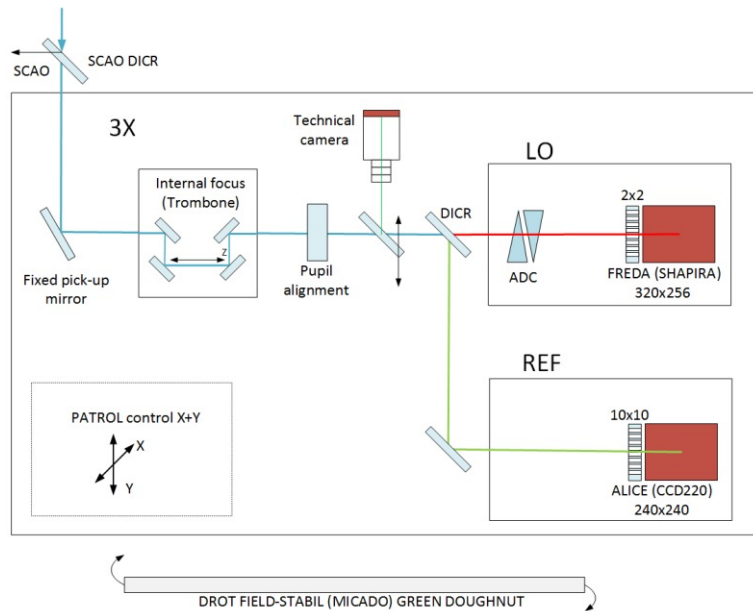 SCAO
SCAO DICR
3X
Technical
camera
LO
Internal focus
(Trombone)
Z
DICR
2x2
Fixed pick-up
mirror
Pupil
alignment
ADC
FREDA (SHAPIRA)
320x256
REF
PATROL control X+Y
X
Y
10x10
ALICE (CCD220)
240x240
DROT FIELD-STABIL (MICADO) GREEN DOUGHNUT